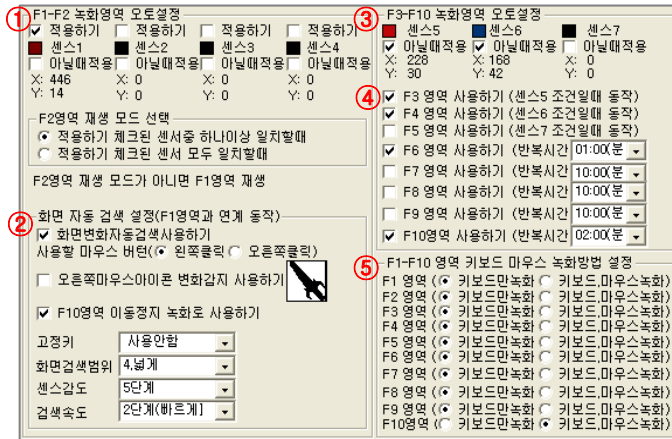 ① F1-F2 녹화영역 오토설정
적용하기 적용하기 적용하기 적용하기
센스1 센스2 센스3 센스4
아닐때적용 아닐때적용 아닐때적용 아닐때적용
X: 446 X: 0 X: 0 X: 0
Y: 14 Y: 0 Y: 0 Y: 0
F2영역 재생 모드 선택
적용하기 체크된 센서중 하나이상 일치할때
적용하기 체크된 센서 모두 일치할때
F2영역 재생 모드가 아니면 F1영역 재생
② 화면 자동 검색 설정(F1영역과 연계 동작)
화면변화자동검색사용하기
사용할 마우스 버튼( 왼쪽클릭 오른쪽클릭)
오른쪽마우스아이콘 변화감지 사용하기
F10영역 이동정지 녹화로 사용하기
고정키 사용안함
화면검색범위 4,넓게
센스감도 5단계
검색속도 2단계(빠르게)
③ F3-F10 녹화영역 오토설정
센스5 센스6 센스7
아닐때적용 아닐때적용 아닐때적용
X: 228 X: 168 X: 0
Y: 30 Y: 42 Y: 0
④ F3 영역 사용하기 (센스5 조건일때 동작)
F4 영역 사용하기 (센스6 조건일때 동작)
F5 영역 사용하기 (센스7 조건일때 동작)
F6 영역 사용하기 (반복시간 01:00(분
F7 영역 사용하기 (반복시간 10:00(분
F8 영역 사용하기 (반복시간 10:00(분
F9 영역 사용하기 (반복시간 10:00(분
F10영역 사용하기 (반복시간 02:00(분
⑤ F1-F10 영역 키보드 마우스 녹화방법 설정
F1 영역 ( 키보드만녹화 키보드,마우스녹화)
F2 영역 ( 키보드만녹화 키보드,마우스녹화)
F3 영역 ( 키보드만녹화 키보드,마우스녹화)
F4 영역 ( 키보드만녹화 키보드,마우스녹화)
F5 영역 ( 키보드만녹화 키보드,마우스녹화)
F6 영역 ( 키보드만녹화 키보드,마우스녹화)
F7 영역 ( 키보드만녹화 키보드,마우스녹화)
F8 영역 ( 키보드만녹화 키보드,마우스녹화)
F9 영역 ( 키보드만녹화 키보드,마우스녹화)
F10영역 ( 키보드만녹화 키보드,마우스녹화)